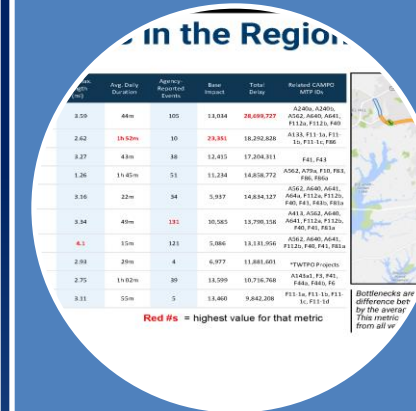 in the Region
Avg. Daily Duration
Agency-Reported Events
Base Impact
Total Delay
Related CAMPO MTP IDs
3.59 44m 105 13,034 28,699,727 A240a, A240b, A562, A640, A641, F112a, F112b, F40
2.62 1h 52m 10 23,351 18,292,828 A133, F11-1a, F11-1b, F11-1c, F86
3.27 43m 38 12,415 17,204,311 F41, F43
1.26 1h 45m 51 11,234 14,858,772 A562, A79a, F10, F83, F86, F86a
3.16 22m 34 5,937 14,834,127 A562, A640, A641, A64a, F112a, F112b, F40, F41, F43b, F81a
3.34 49m 131 10,565 13,798,158 A413, A562, A640, A641, F112a, F112b, F40, F41, F81a
4.1 15m 121 5,086 13,131,956 A562, A640, A641, F112b, F40, F41, F81a
2.93 29m 4 6,977 11,881,601 *TWTPO Projects
2.75 1h 02m 39 13,599 10,716,768 A143a1, F3, F41, F44a, F44b, F6
3.11 55m 5 13,460 9,842,208 F11-1a, F11-1b, F11-1c, F11-1d
Red #s = highest value for that metric
Bottlenecks are
difference bet
by the averag
This metric
from all ve